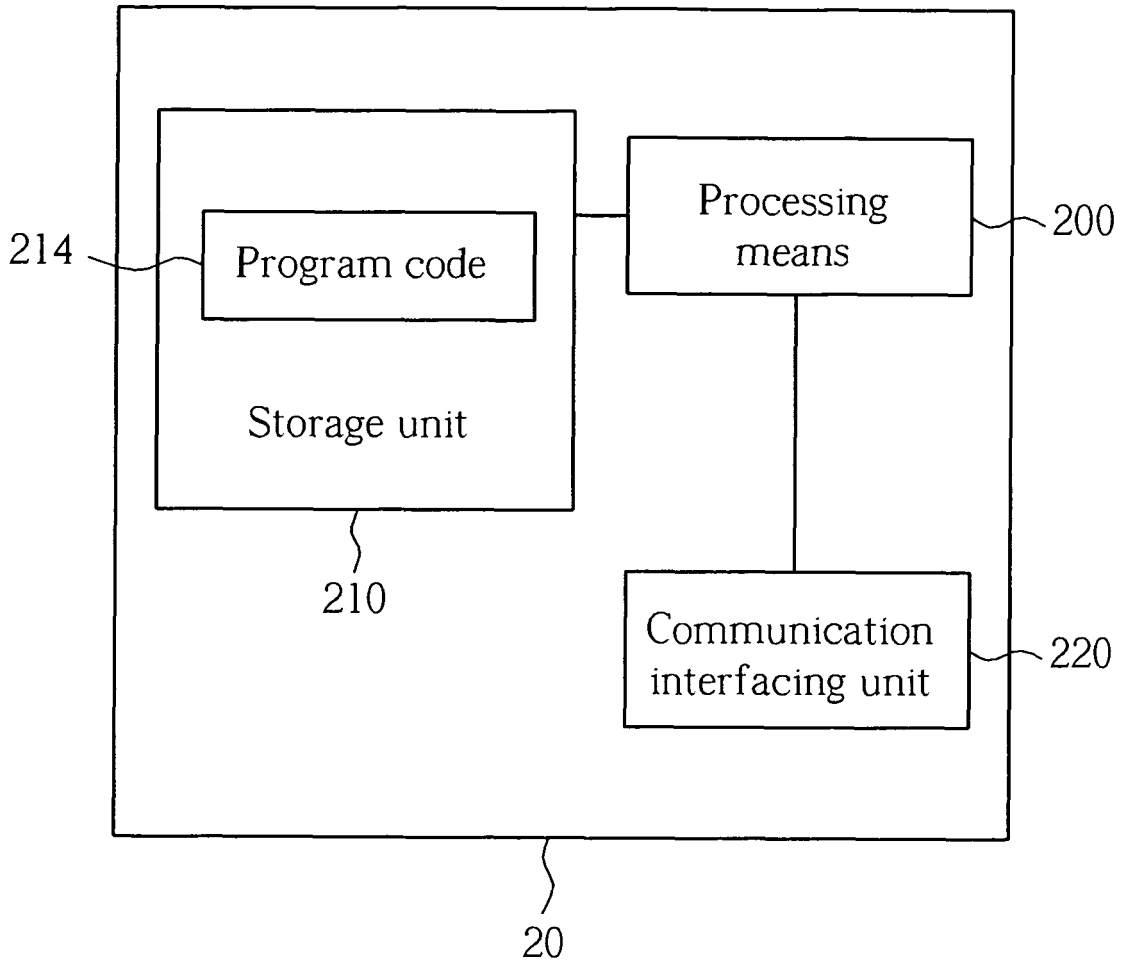 Processing
means
200
214
Program code
Storage unit
210
Communication
interfacing unit
220
20